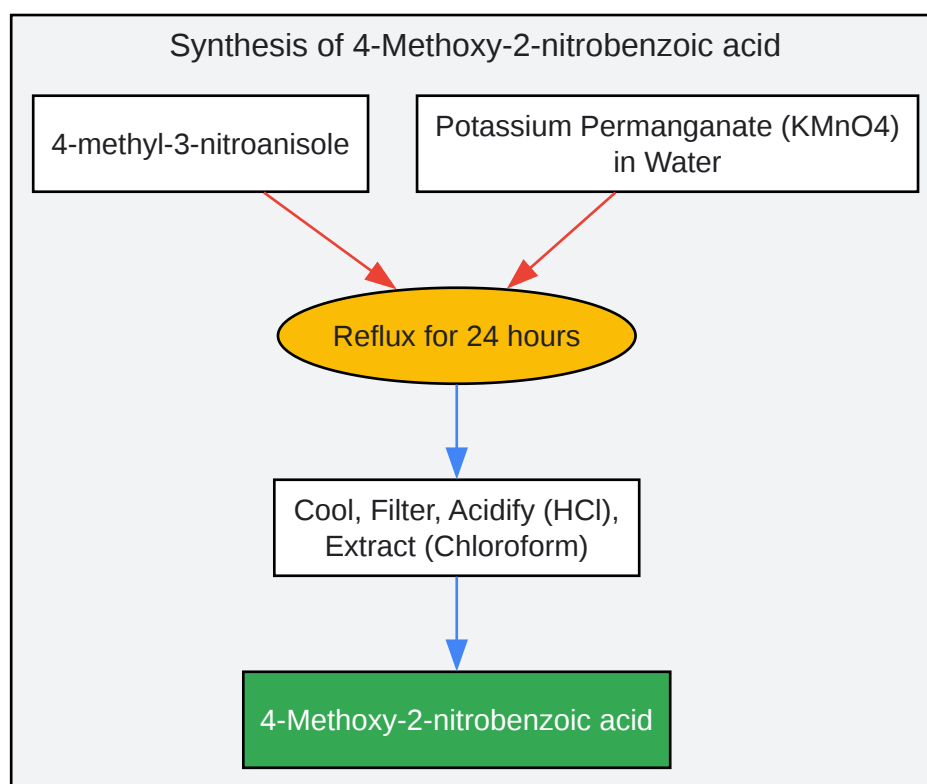 Synthesis of 4-Methoxy-2-nitrobenzoic acid
4-methyl-3-nitroanisole
Potassium Permanganate (KMnO4)
in Water
Reflux for 24 hours
Cool, Filter, Acidify (HCl),
Extract (Chloroform)
4-Methoxy-2-nitrobenzoic acid